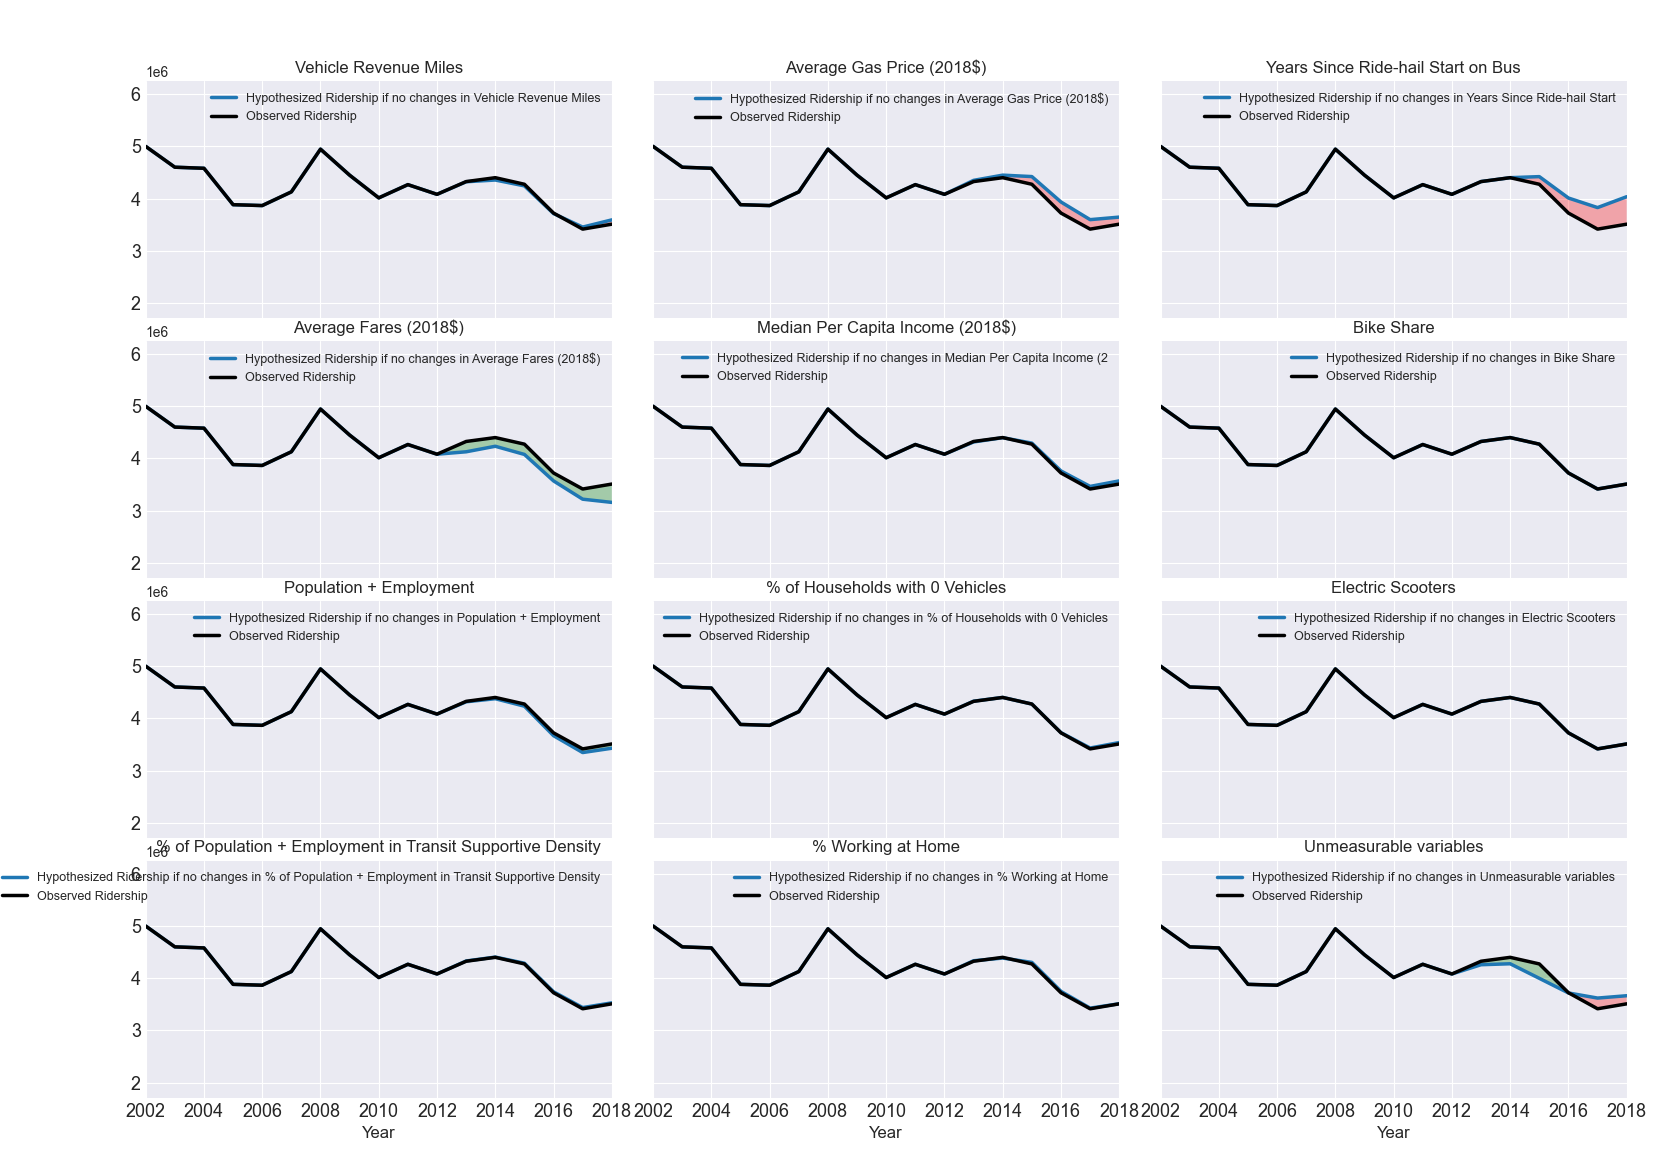 Vehicle Revenue Miles
1e6
Hypothesized Ridership if no changes in Vehicle Revenue Miles
Observed Ridership
6
5
4
3
2
Average Gas Price (2018$)
Hypothesized Ridership if no changes in Average Gas Price (2018$)
Observed Ridership
Years Since Ride-hail Start on Bus
Hypothesized Ridership if no changes in Years Since Ride-hail Start
Observed Ridership
Average Fares (2018$)
1e6
Hypothesized Ridership if no changes in Average Fares (2018$)
Observed Ridership
6
5
4
3
2
Median Per Capita Income (2018$)
Hypothesized Ridership if no changes in Median Per Capita Income (2
Observed Ridership
Bike Share
Hypothesized Ridership if no changes in Bike Share
Observed Ridership
Population + Employment
1e6
Hypothesized Ridership if no changes in Population + Employment
Observed Ridership
6
5
4
3
2
% of Households with 0 Vehicles
Hypothesized Ridership if no changes in % of Households with 0 Vehicles
Observed Ridership
Electric Scooters
Hypothesized Ridership if no changes in Electric Scooters
Observed Ridership
% of Population + Employment in Transit Supportive Density
1e6
Hypothesized Ridership if no changes in % of Population + Employment in Transit Supportive Density
Observed Ridership
6
5
4
3
2
2002 2004 2006 2008 2010 2012 2014 2016 2018
Year
% Working at Home
Hypothesized Ridership if no changes in % Working at Home
Observed Ridership
2002 2004 2006 2008 2010 2012 2014 2016 2018
Year
Unmeasurable variables
Hypothesized Ridership if no changes in Unmeasurable variables
Observed Ridership
2002 2004 2006 2008 2010 2012 2014 2016 2018
Year